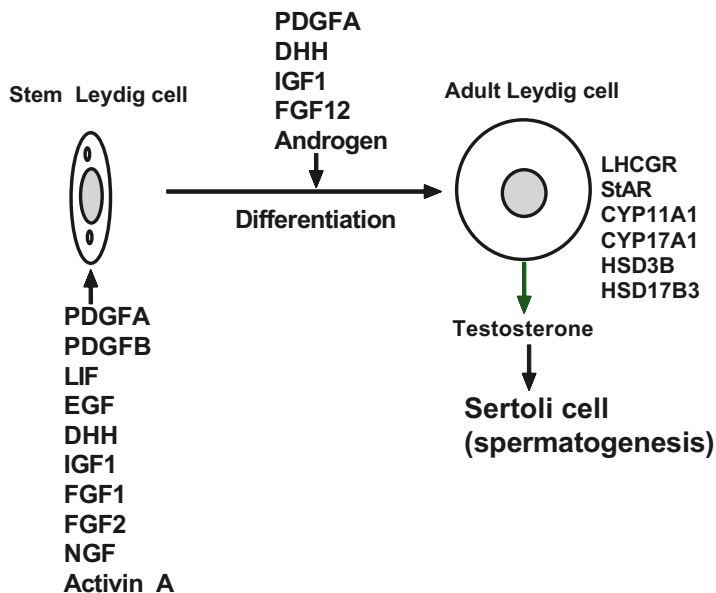 PDGFA
DHH
IGF1
FGF12
Androgen
Stem Leydig cell
Adult Leydig cell
Differentiation
LHCGR
StAR
CYP11A1
CYP17A1
HSD3B
HSD17B3
PDGFA
PDGFB
LIF
EGF
DHH
IGF1
FGF1
FGF2
NGF
Activin A
Testosterone
Sertoli cell
(spermatogenesis)